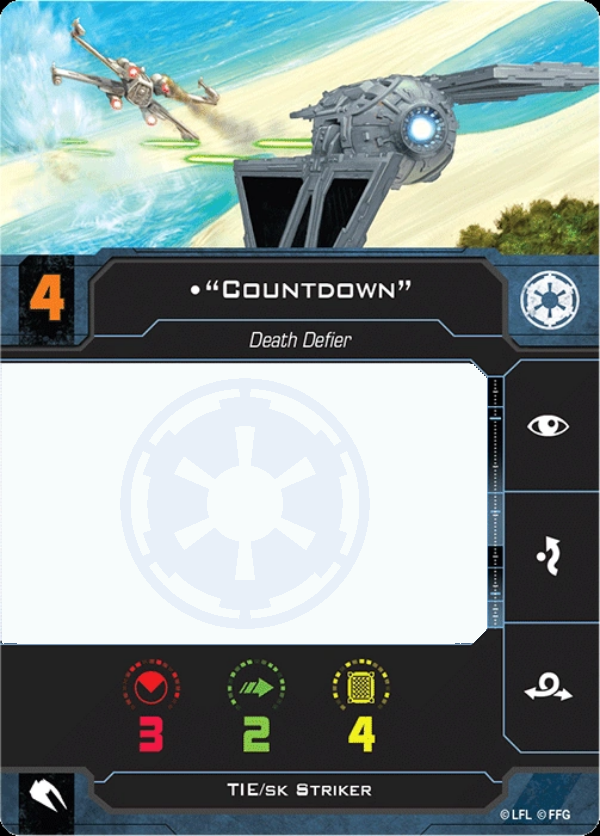 4
•“Countdown”
Death Defier
3 2 4
TIE/sk Striker
© LFL © FFG